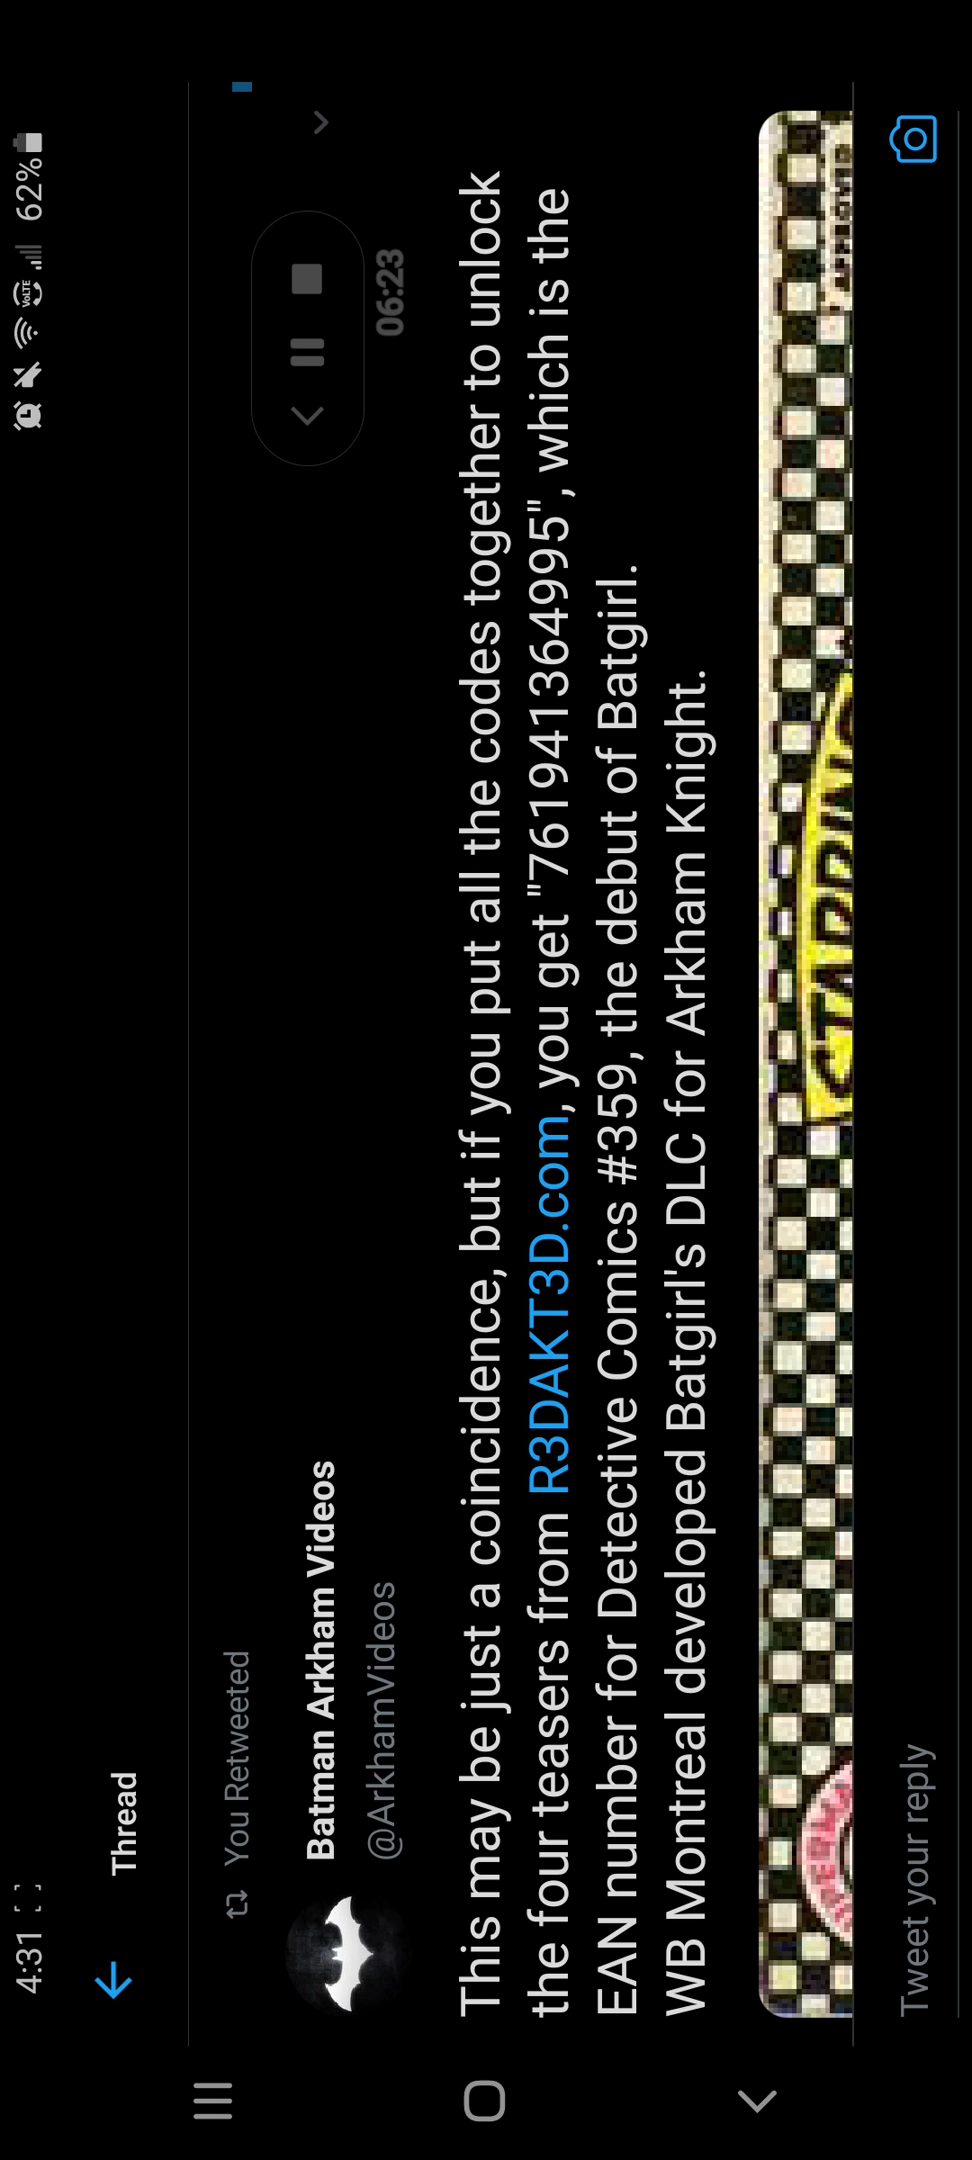 4:31
62%
Thread
You Retweeted
Batman Arkham Videos
@ArkhamVideos
06:23
This may be just a coincidence, but if you put all the codes together to unlock
the four teasers from R3DAKT3D.com, you get "761941364995", which is the
EAN number for Detective Comics #359, the debut of Batgirl.
WB Montreal developed Batgirl's DLC for Arkham Knight.
Tweet your reply